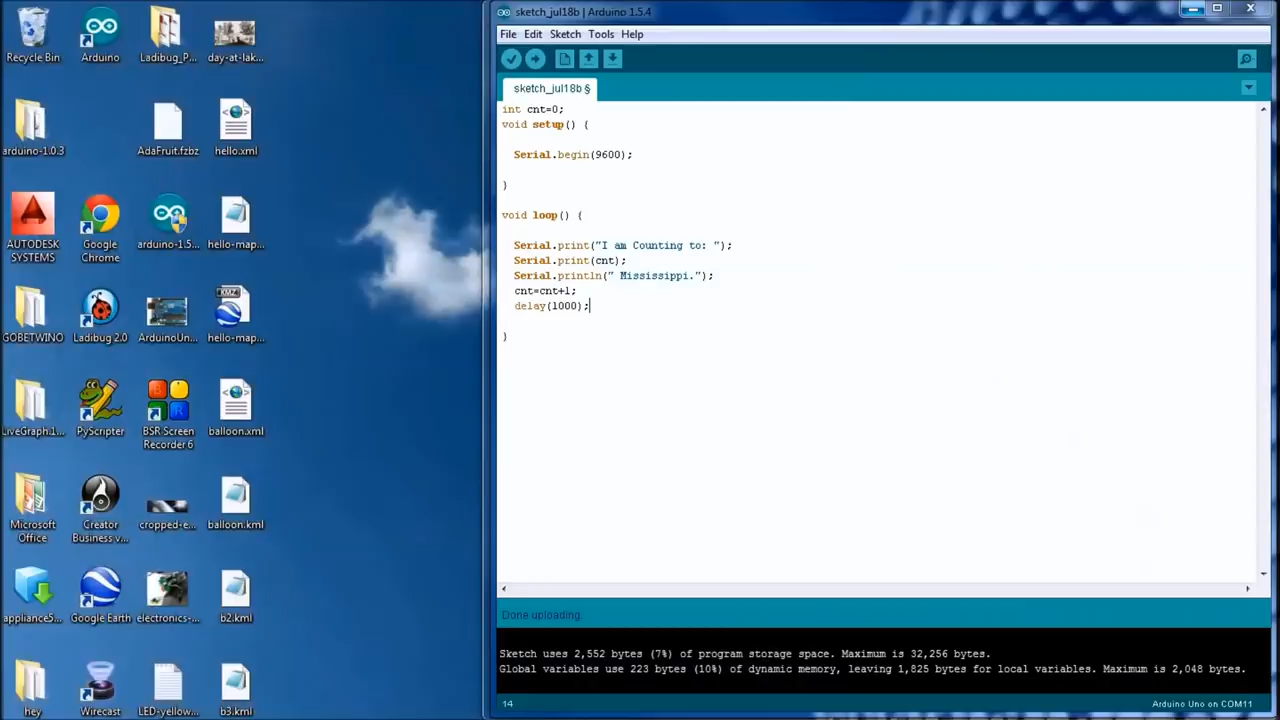 Recycle Bin
Arduino
Ladibug_P...
day-at-lak...
arduino-1.0.3
AdaFruit.fzbz
hello.xml
AUTODESK
SYSTEMS
Google
Chrome
arduino-1.5...
hello-map...
GOBETWINO
Ladibug 2.0
ArduinoUn...
KMZ
hello-map...
LiveGraph.1...
PyScripter
B S R
BSR Screen
Recorder 6
balloon.xml
Microsoft
Office
Creator
Business v...
cropped-e...
balloon.kml
appliance5...
Google Earth
electronics-...
b2.kml
hey
Wirecast
LED-yellow...
b3.kml
sketch_jul18b | Arduino 1.5.4
File Edit Sketch Tools Help
sketch_jul18b §
int cnt=0;
void setup() {
Serial.begin(9600);
}
void loop() {
Serial.print("I am Counting to: ");
Serial.print(cnt);
Serial.println(" Mississippi.");
cnt=cnt+1;
delay(1000);
}
Done uploading.
Sketch uses 2,552 bytes (7%) of program storage space. Maximum is 32,256 bytes.
Global variables use 223 bytes (10%) of dynamic memory, leaving 1,825 bytes for local variables. Maximum is 2,048 bytes.
14
Arduino Uno on COM11